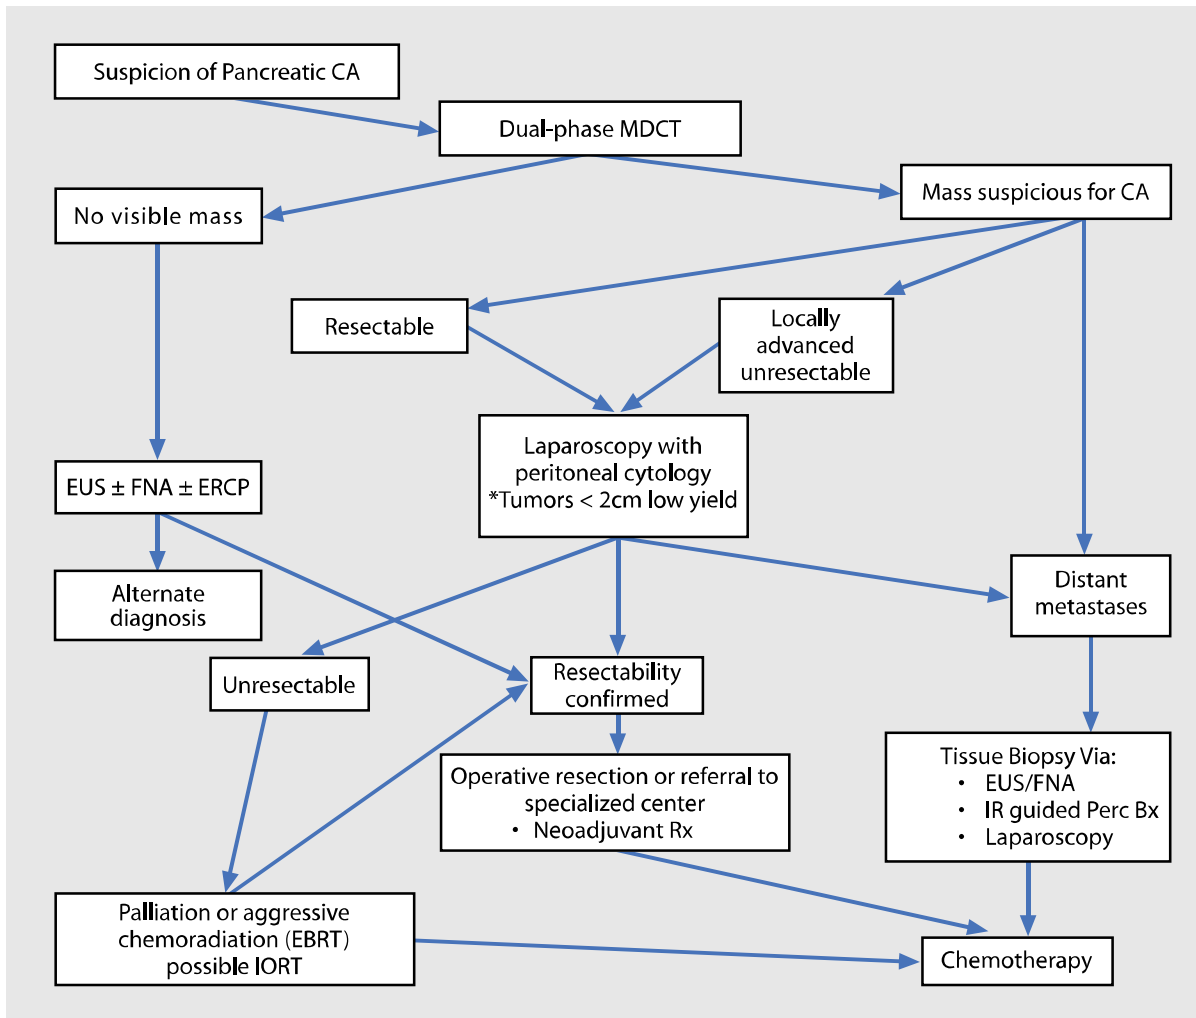 Suspicion of Pancreatic CA
Dual-phase MDCT
Mass suspicious for CA
No visible mass
Resectable
Locally
advanced
unresectable
Laparoscopy with
peritoneal cytology
*Tumors < 2cm low yield
EUS ± FNA ± ERCP
Alternate
diagnosis
Distant
metastases
Unresectable
Resectability
confirmed
Operative resection or referral to
specialized center
• Neoadjuvant Rx
Tissue Biopsy Via:
• EUS/FNA
• IR guided Perc Bx
• Laparoscopy
Palliation or aggressive
chemoradiation (EBRT)
possible IORT
Chemotherapy